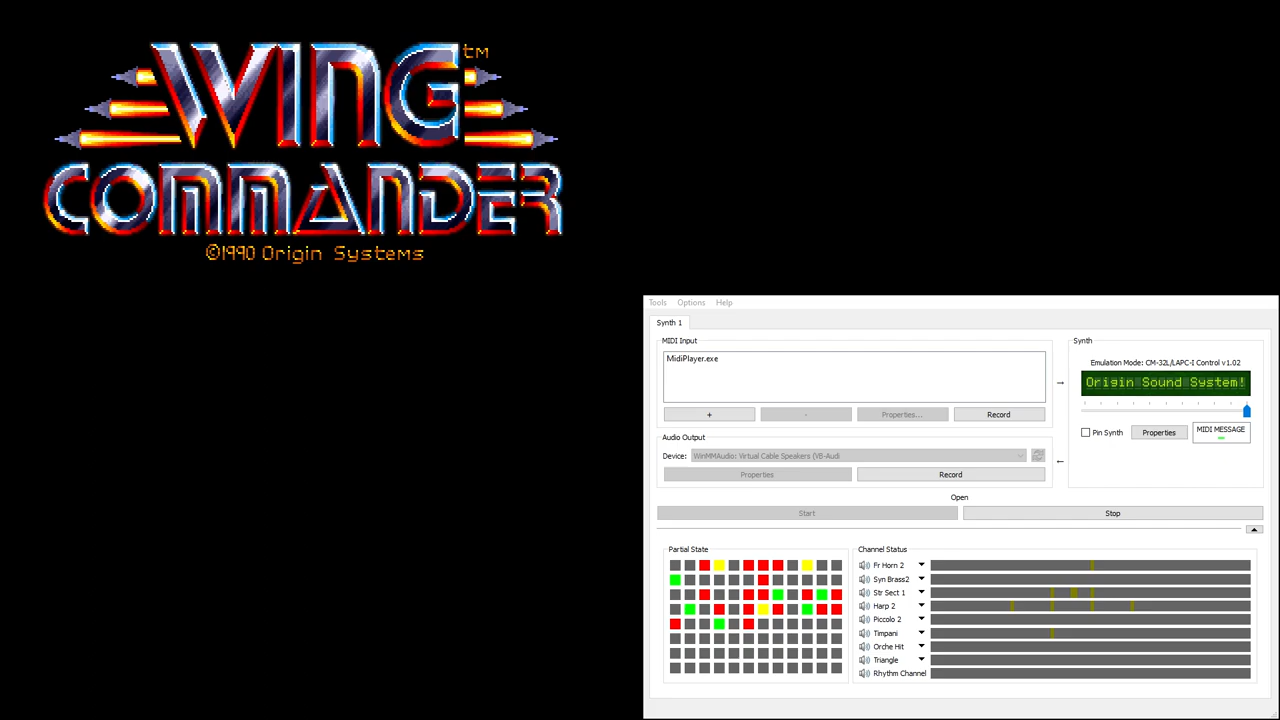 WING
TM
COMMANDER
©1990 Origin Systems
Tools Options Help
Synth 1
MIDI Input
MidiPlayer.exe
+ - Properties... Record
Audio Output
Device: WinMMAudio: Virtual Cable Speakers (VB-Audi
Properties Record
→
←
Synth
Emulation Mode: CM-32L/LAPC-I Control v1.02
Origin Sound System!
Pin Synth Properties MIDI MESSAGE
Open
Start Stop
Partial State
Channel Status
Fr Horn 2
Syn Brass2
Str Sect 1
Harp 2
Piccolo 2
Timpani
Orche Hit
Triangle
Rhythm Channel